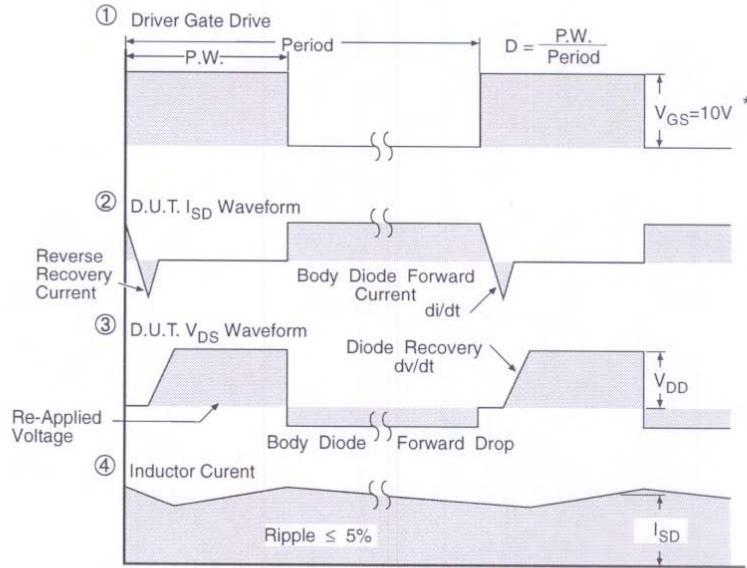 ① Driver Gate Drive
Period
P.W.
D = P.W.
Period
V_GS=10V *
② D.U.T. I_SD Waveform
Reverse
Recovery
Current
Body Diode Forward
Current
di/dt
③ D.U.T. V_DS Waveform
Diode Recovery
dv/dt
V_DD
Re-Applied
Voltage
Body Diode Forward Drop
④ Inductor Curent
Ripple ≤ 5%
I_SD